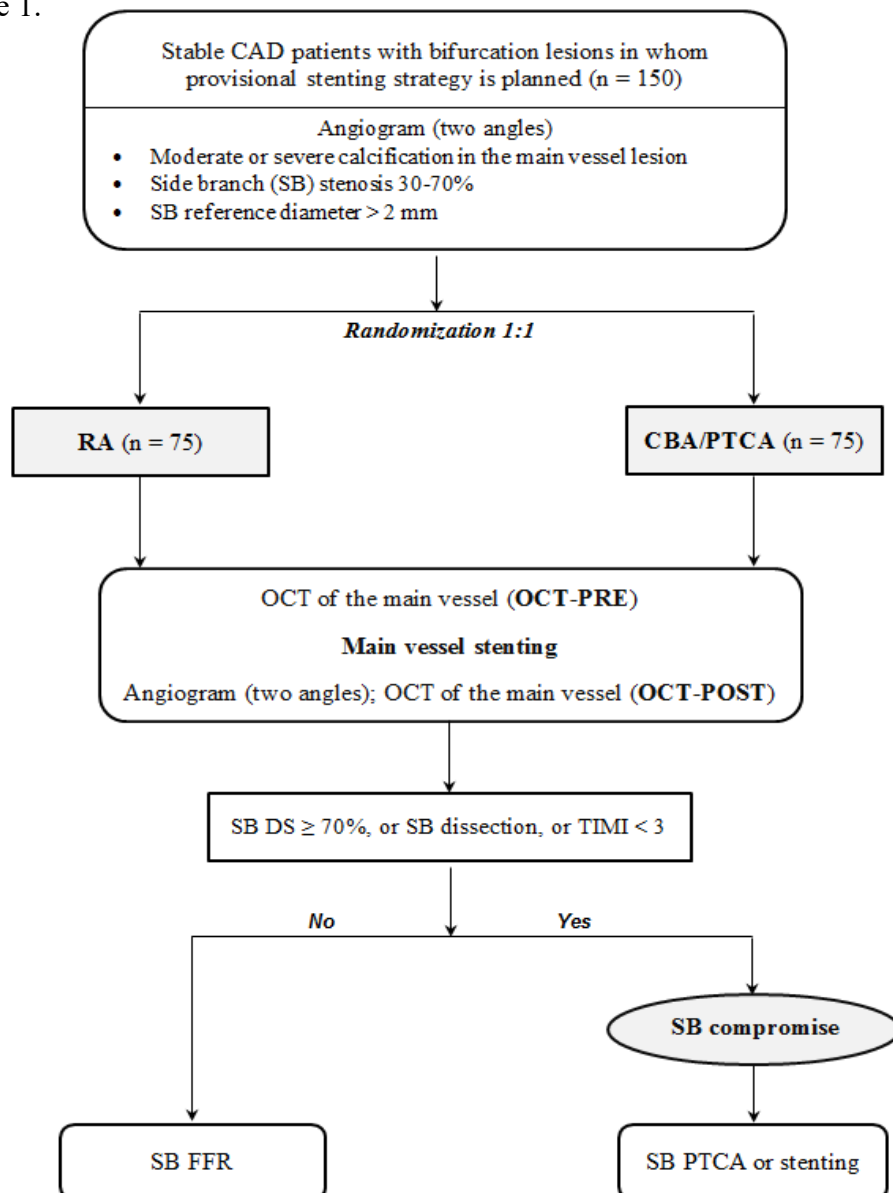 e 1.
Stable CAD patients with bifurcation lesions in whom
provisional stenting strategy is planned (n = 150)
Angiogram (two angles)
• Moderate or severe calcification in the main vessel lesion
• Side branch (SB) stenosis 30-70%
• SB reference diameter > 2 mm
Randomization 1:1
RA (n = 75)
CBA/PTCA (n = 75)
OCT of the main vessel (OCT-PRE)
Main vessel stenting
Angiogram (two angles); OCT of the main vessel (OCT-POST)
SB DS ≥ 70%, or SB dissection, or TIMI < 3
No
Yes
SB compromise
SB FFR
SB PTCA or stenting